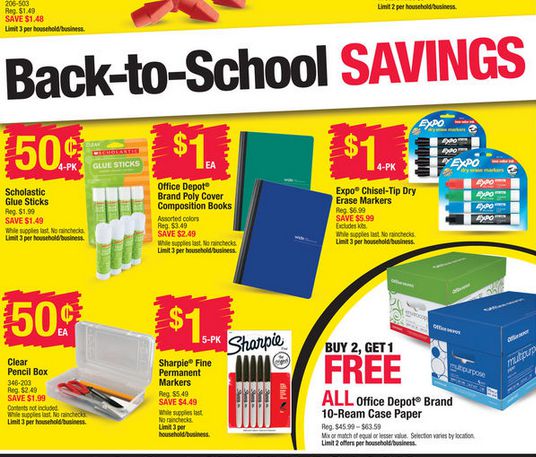 206-503
Reg. $1.49
SAVE $1.48
Limit 3 per household/business.
Limit 2 per household/business.
Back-to-School SAVINGS
50¢
4-PK
Scholastic
Glue Sticks
Reg. $1.99
SAVE $1.49
While supplies last. No rainchecks.
Limit 3 per household/business.
CLEAR
SCHOLASTIC
GLUE STICKS
$1
EA
Office Depot®
Brand Poly Cover
Composition Books
Assorted colors
Reg. $3.49
SAVE $2.49
While supplies last. No rainchecks.
Limit 3 per household/business.
$1
4-PK
Expo® Chisel-Tip Dry
Erase Markers
Reg. $6.99
SAVE $5.99
Excludes kits.
While supplies last. No rainchecks.
Limit 3 per household/business.
EXPO
dry erase markers
EXPO
dry erase markers
50¢
EA
Clear
Pencil Box
346-203
Reg. $2.49
SAVE $1.99
Contents not included.
While supplies last. No rainchecks.
Limit 3 per household/business.
$1
5-PK
Sharpie® Fine
Permanent
Markers
Reg. $5.49
SAVE $4.49
While supplies last.
No rainchecks.
Limit 3 per
household/business.
Sharpie
Office DEPOT
Office DEPOT
multipurpose
paper
BUY 2, GET 1
FREE
ALL Office Depot® Brand
10-Ream Case Paper
Reg. $45.99 – $63.59
Mix or match of equal or lesser value. Selection varies by location.
Limit 2 offers per household/business.